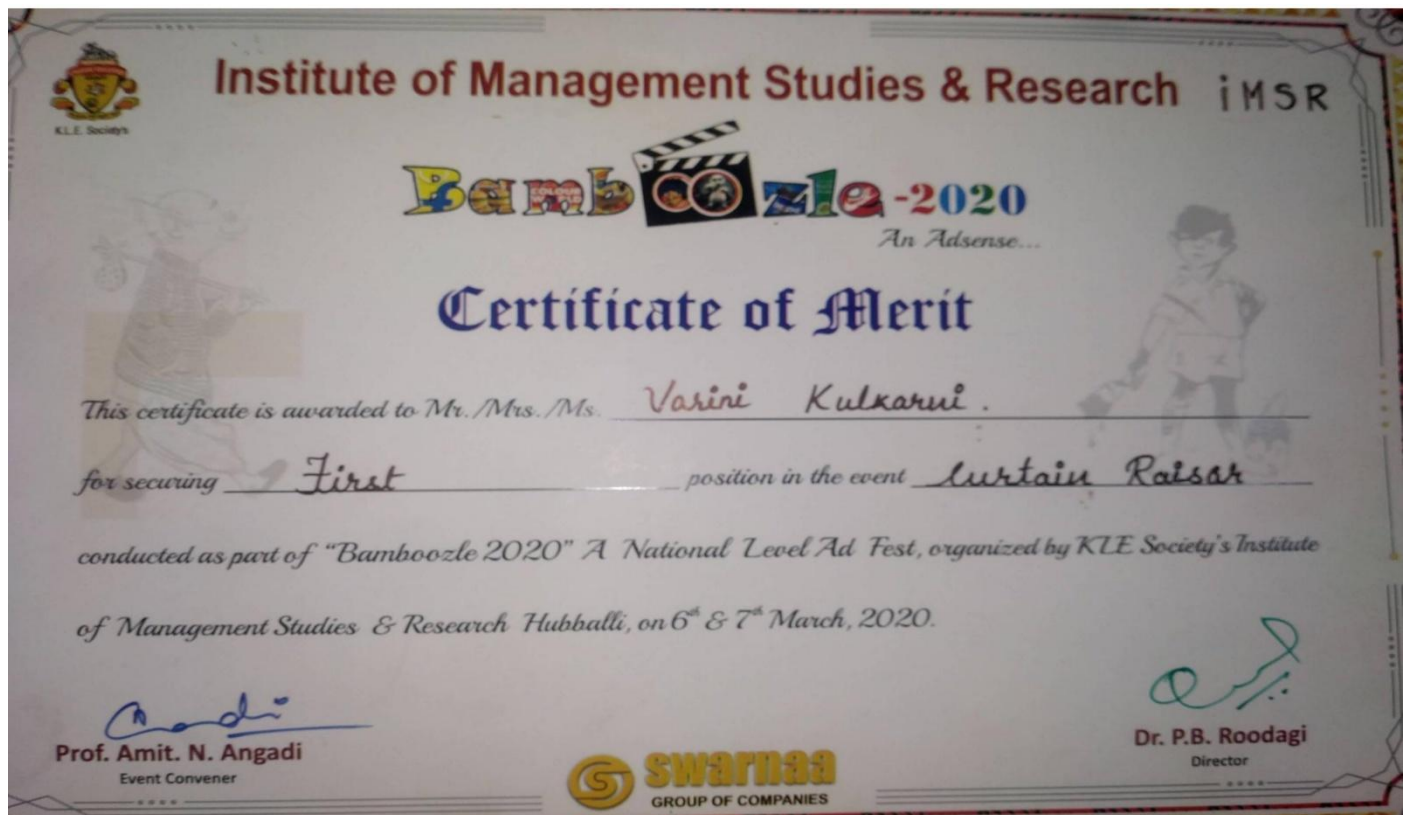 Institute of Management Studies & Research iMSR
K.L.E. Society's
Bamboozle-2020
An Adsense...
Certificate of Merit
This certificate is awarded to Mr./Mrs./Ms. Varini Kulkarni.
for securing First position in the event Curtain Raisar
conducted as part of "Bamboozle 2020" A National Level Ad Fest, organized by KLE Society's Institute
of Management Studies & Research Hubballi, on 6th & 7th March, 2020.
Prof. Amit. N. Angadi
Event Convener
Dr. P.B. Roodagi
Director
swarnaa
GROUP OF COMPANIES